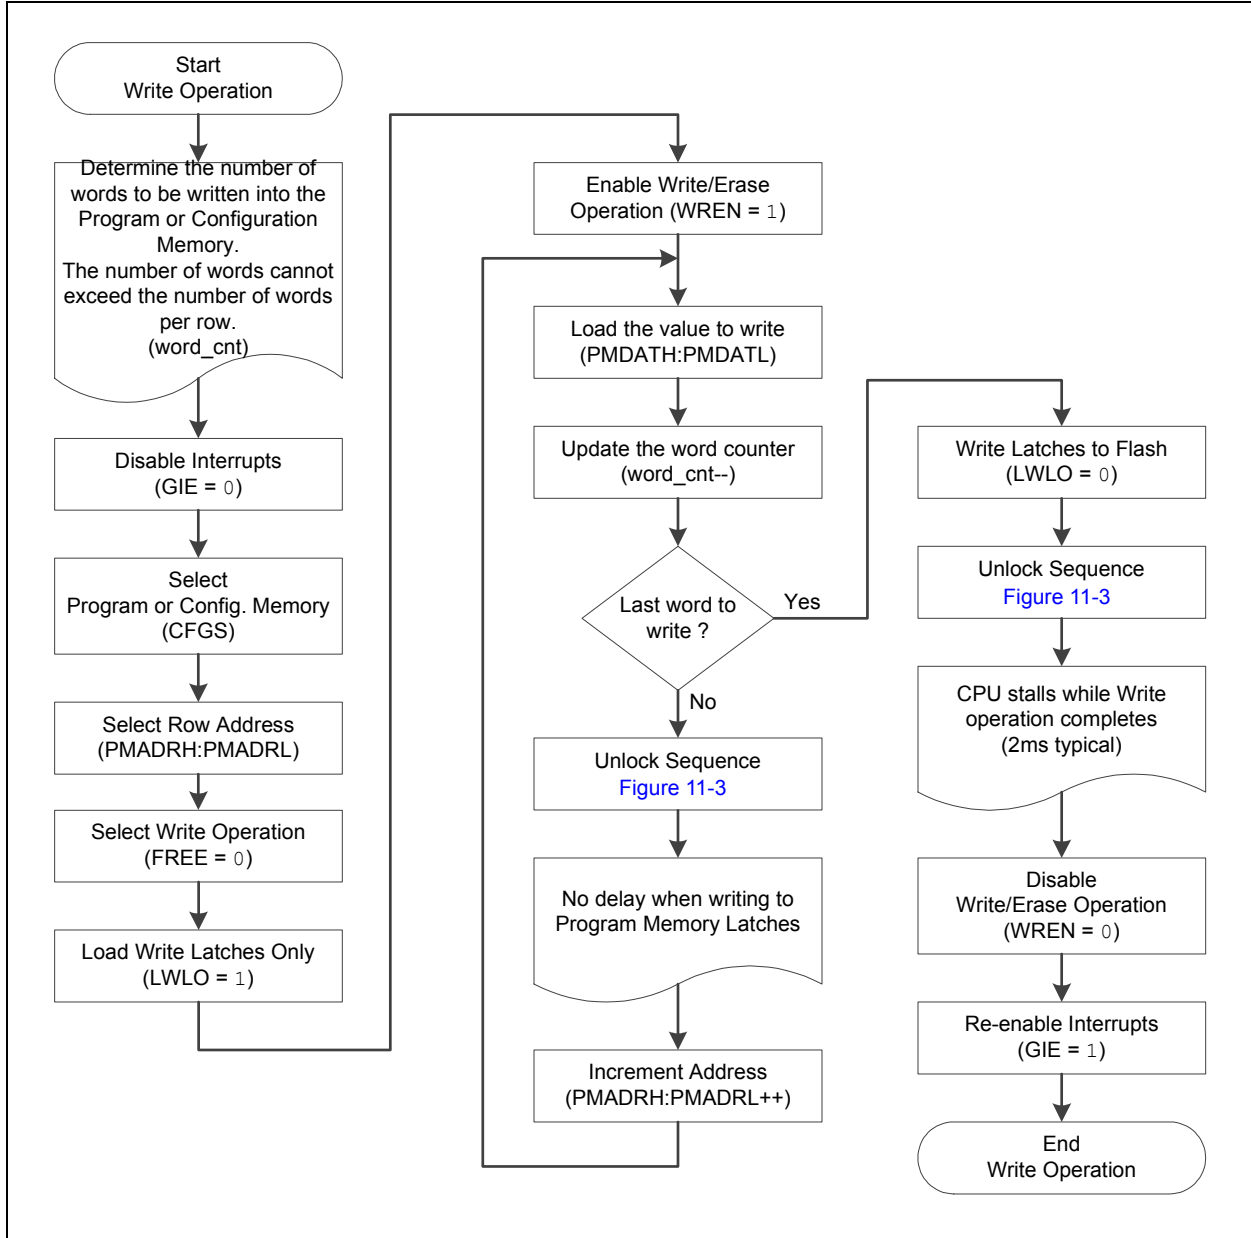 Start
Write Operation
Determine the number of
words to be written into the
Program or Configuration
Memory.
The number of words cannot
exceed the number of words
per row.
(word_cnt)
Disable Interrupts
(GIE = 0)
Select
Program or Config. Memory
(CFGS)
Select Row Address
(PMADRH:PMADRL)
Select Write Operation
(FREE = 0)
Load Write Latches Only
(LWLO = 1)
Enable Write/Erase
Operation (WREN = 1)
Load the value to write
(PMDATH:PMDATL)
Update the word counter
(word_cnt--)
Last word to
write ?
Yes
No
Unlock Sequence
Figure 11-3
No delay when writing to
Program Memory Latches
Increment Address
(PMADRH:PMADRL++)
Write Latches to Flash
(LWLO = 0)
Unlock Sequence
Figure 11-3
CPU stalls while Write
operation completes
(2ms typical)
Disable
Write/Erase Operation
(WREN = 0)
Re-enable Interrupts
(GIE = 1)
End
Write Operation